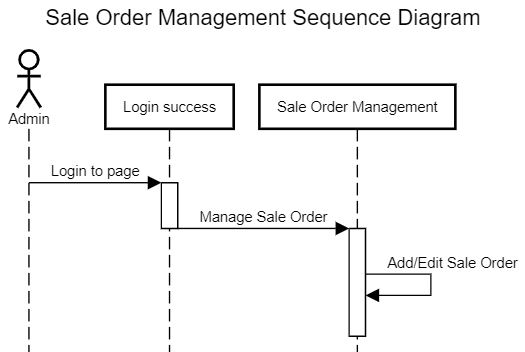 Sale Order Management Sequence Diagram
Admin
Login success
Sale Order Management
Login to page
Manage Sale Order
Add/Edit Sale Order